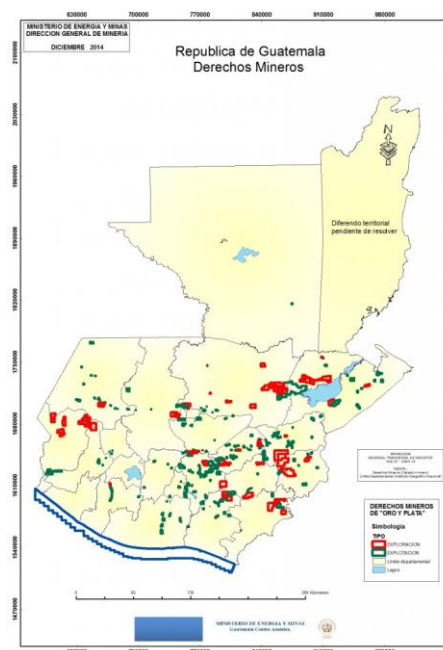 MINISTERIO DE ENERGIA Y MINAS
DIRECCION GENERAL DE MINERIA
DICIEMBRE 2014
630000 700000 770000 840000 910000 980000
Republica de Guatemala
Derechos Mineros
2100000
2030000
1960000
1890000
1820000
1750000
1680000
1610000
1540000
1470000
N
Diferendo territorial
pendiente de resolver
DERECHOS MINEROS
DE "ORO Y PLATA"
Simbologia
TIPO
EXPLORACION
EXPLOTACION
Limite departamental
Lagos
MINISTERIO DE ENERGIA Y MINAS
Guatemala Centro América.